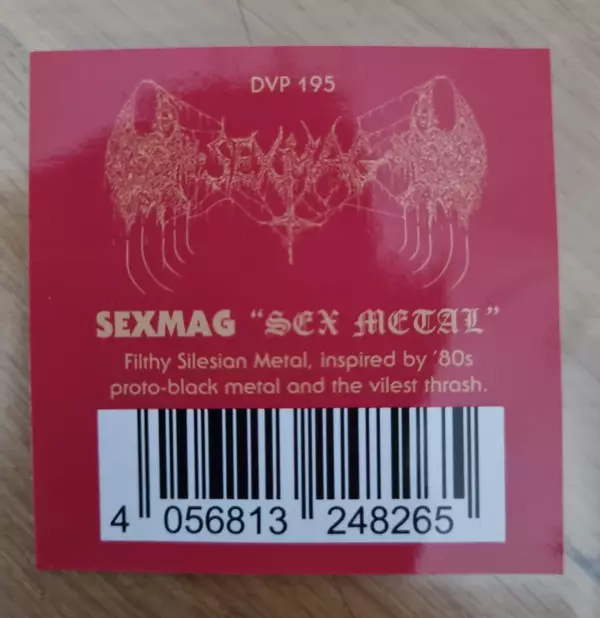 DVP 195
SEXMAG
SEXMAG "SEX METAL"
Filthy Silesian Metal, inspired by '80s
proto-black metal and the vilest thrash.
4 056813 248265